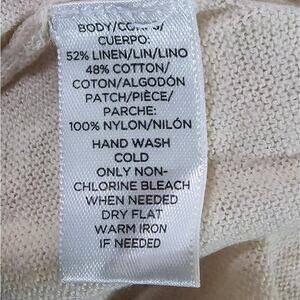 BODY/CORPS/
CUERPO:
52% LINEN/LIN/LINO
48% COTTON/
COTON/ALGODÓN
PATCH/PIÈCE/
PARCHE:
100% NYLON/NILÓN
HAND WASH
COLD
ONLY NON-
CHLORINE BLEACH
WHEN NEEDED
DRY FLAT
WARM IRON
IF NEEDED